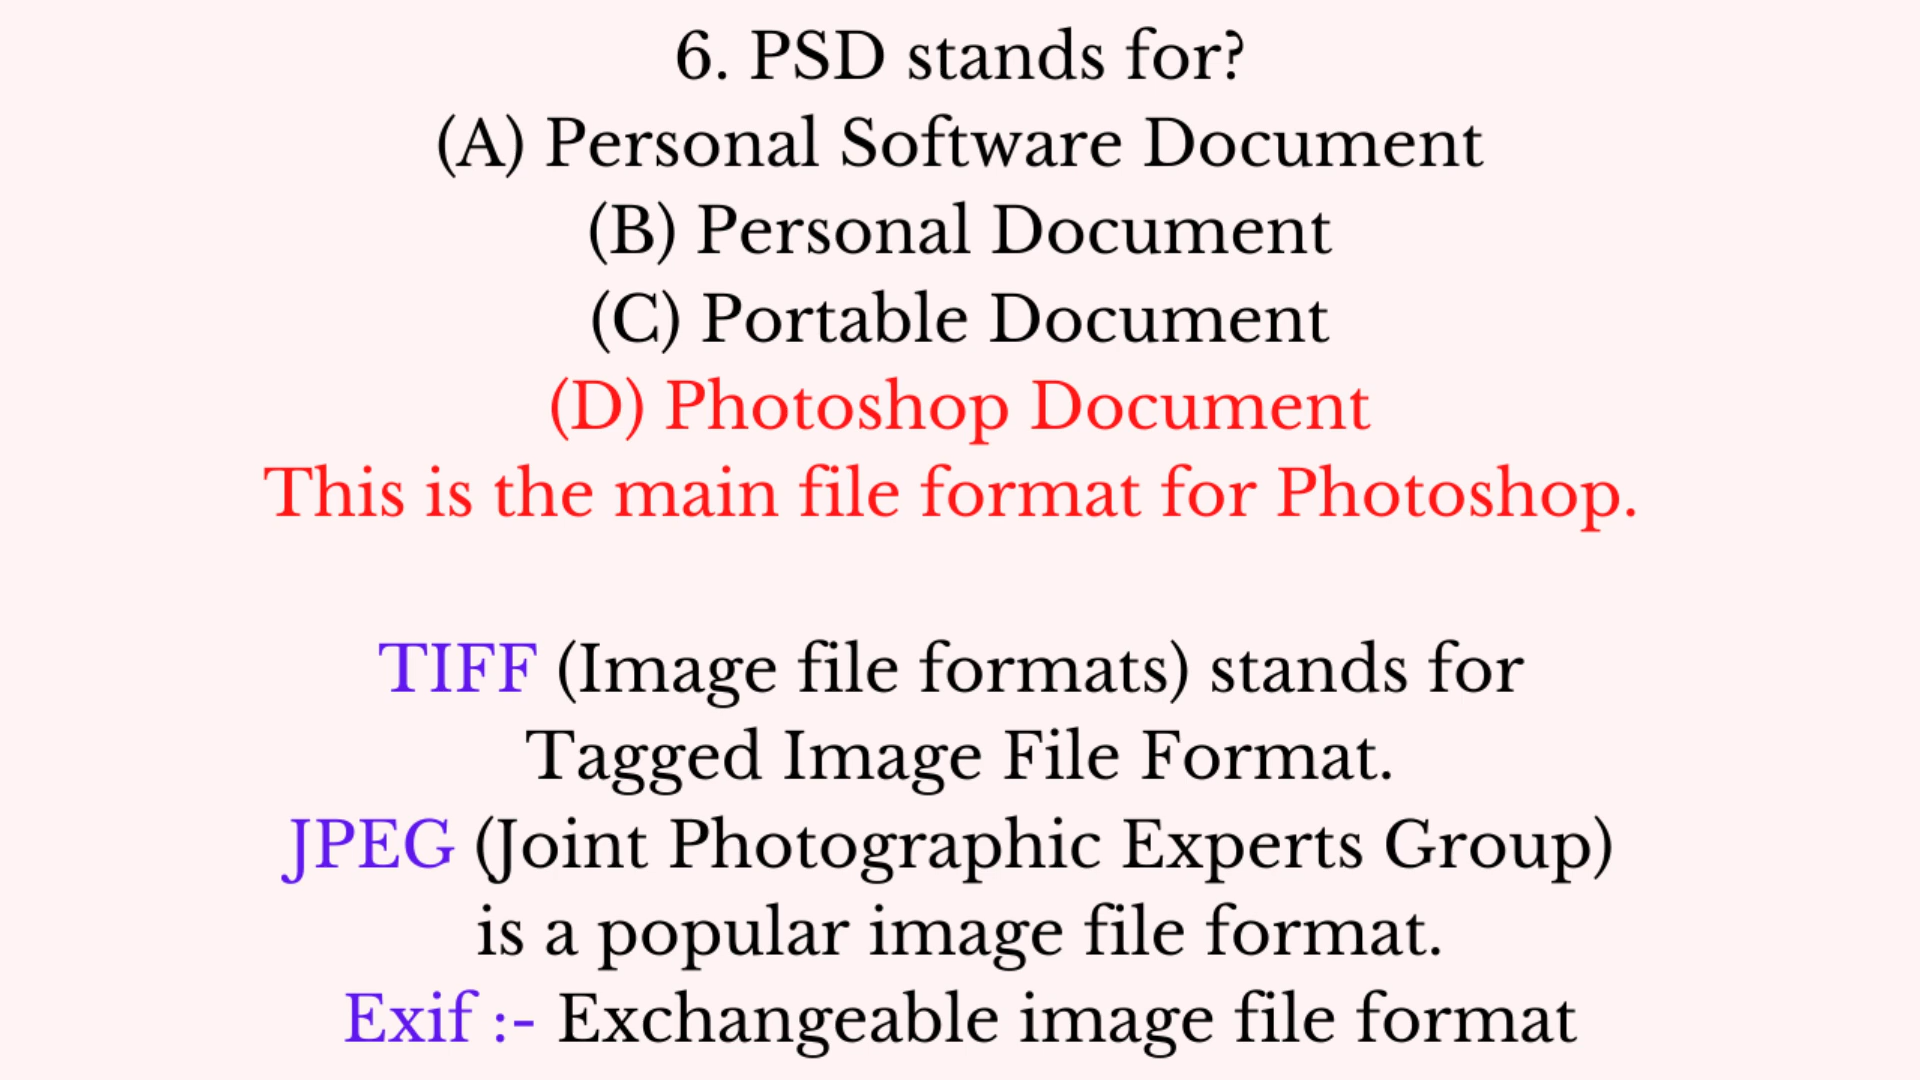 6. PSD stands for?
(A) Personal Software Document
(B) Personal Document
(C) Portable Document
(D) Photoshop Document
This is the main file format for Photoshop.
TIFF (Image file formats) stands for
Tagged Image File Format.
JPEG (Joint Photographic Experts Group)
is a popular image file format.
Exif :- Exchangeable image file format